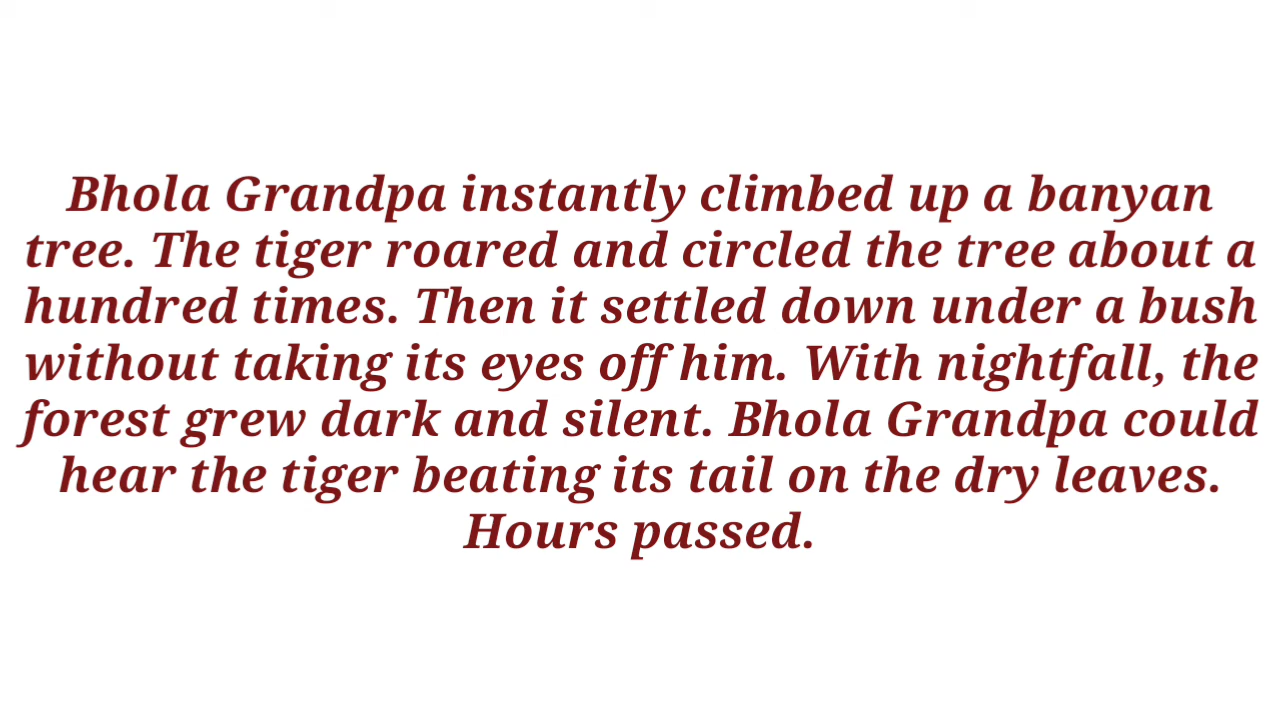 Bhola Grandpa instantly climbed up a banyan
tree. The tiger roared and circled the tree about a
hundred times. Then it settled down under a bush
without taking its eyes off him. With nightfall, the
forest grew dark and silent. Bhola Grandpa could
hear the tiger beating its tail on the dry leaves.
Hours passed.